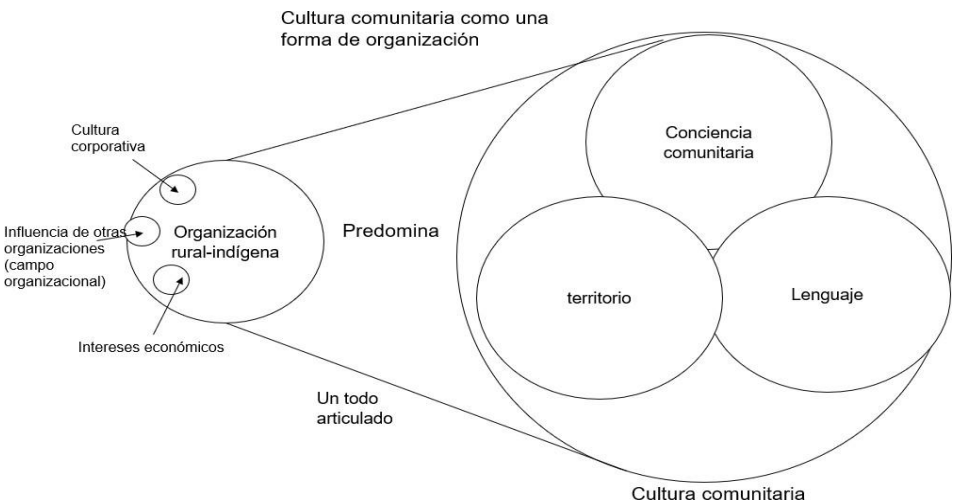 Cultura comunitaria como una
forma de organización
Conciencia
comunitaria
Cultura
corporativa
Influencia de otras
organizaciones
(campo
organizacional)
Organización
rural-indígena
Predomina
territorio
Lenguaje
Intereses económicos
Un todo
articulado
Cultura comunitaria